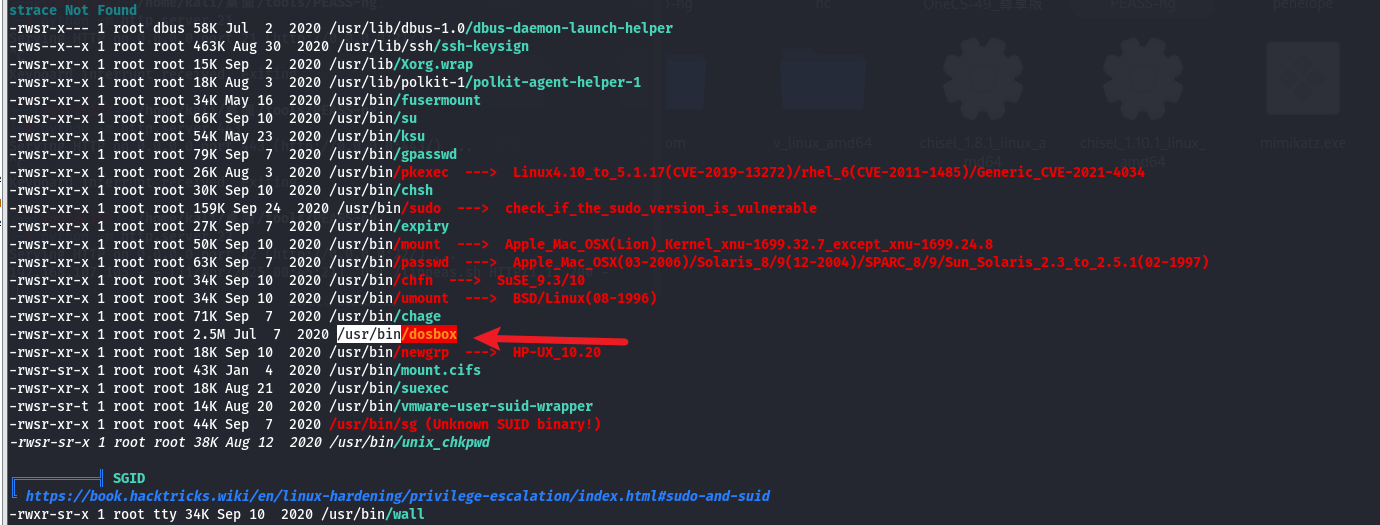 strace Not Found
-rwsr-x--- 1 root dbus 58K Jul  2  2020 /usr/lib/dbus-1.0/dbus-daemon-launch-helper
-rws--x--x 1 root root 463K Aug 30  2020 /usr/lib/ssh/ssh-keysign
-rwsr-xr-x 1 root root 15K Sep  2  2020 /usr/lib/Xorg.wrap
-rwsr-xr-x 1 root root 18K Aug  3  2020 /usr/lib/polkit-1/polkit-agent-helper-1
-rwsr-xr-x 1 root root 34K May 16  2020 /usr/bin/fusermount
-rwsr-xr-x 1 root root 66K Sep 10  2020 /usr/bin/su
-rwsr-xr-x 1 root root 54K May 23  2020 /usr/bin/ksu
-rwsr-xr-x 1 root root 79K Sep  7  2020 /usr/bin/gpasswd
-rwsr-xr-x 1 root root 26K Aug  3  2020 /usr/bin/pkexec  --->  Linux4.10_to_5.1.17(CVE-2019-13272)/rhel_6(CVE-2011-1485)/Generic_CVE-2021-4034
-rwsr-xr-x 1 root root 30K Sep 10  2020 /usr/bin/chsh
-rwsr-xr-x 1 root root 159K Sep 24  2020 /usr/bin/sudo  --->  check_if_the_sudo_version_is_vulnerable
-rwsr-xr-x 1 root root 27K Sep  7  2020 /usr/bin/expiry
-rwsr-xr-x 1 root root 50K Sep 10  2020 /usr/bin/mount  --->  Apple_Mac_OSX(Lion)_Kernel_xnu-1699.32.7_except_xnu-1699.24.8
-rwsr-xr-x 1 root root 63K Sep  7  2020 /usr/bin/passwd  --->  Apple_Mac_OSX(03-2006)/Solaris_8/9(12-2004)/SPARC_8/9/Sun_Solaris_2.3_to_2.5.1(02-1997)
-rwsr-xr-x 1 root root 34K Sep 10  2020 /usr/bin/chfn  --->  SuSE_9.3/10
-rwsr-xr-x 1 root root 34K Sep 10  2020 /usr/bin/umount  --->  BSD/Linux(08-1996)
-rwsr-xr-x 1 root root 71K Sep  7  2020 /usr/bin/chage
-rwsr-xr-x 1 root root 2.5M Jul  7  2020 /usr/bin/dosbox
-rwsr-xr-x 1 root root 18K Sep 10  2020 /usr/bin/newgrp  --->  HP-UX_10.20
-rwsr-xr-x 1 root root 43K Jan  4  2020 /usr/bin/mount.cifs
-rwsr-xr-x 1 root root 18K Aug 21  2020 /usr/bin/suexec
-rwsr-sr-t 1 root root 14K Aug 20  2020 /usr/bin/vmware-user-suid-wrapper
-rwsr-xr-x 1 root root 44K Sep  7  2020 /usr/bin/sg (Unknown SUID binary!)
-rwsr-sr-x 1 root root 38K Aug 12  2020 /usr/bin/unix_chkpwd
SGID
https://book.hacktricks.wiki/en/linux-hardening/privilege-escalation/index.html#sudo-and-suid
-rwxr-sr-x 1 root tty 34K Sep 10  2020 /usr/bin/wall
PEASS-ng
penelope
v_linux_amd64
chisel_1.8.1_linux_a
md64
chisel_1.10.1_linux_
amd64
mimikatz.exe